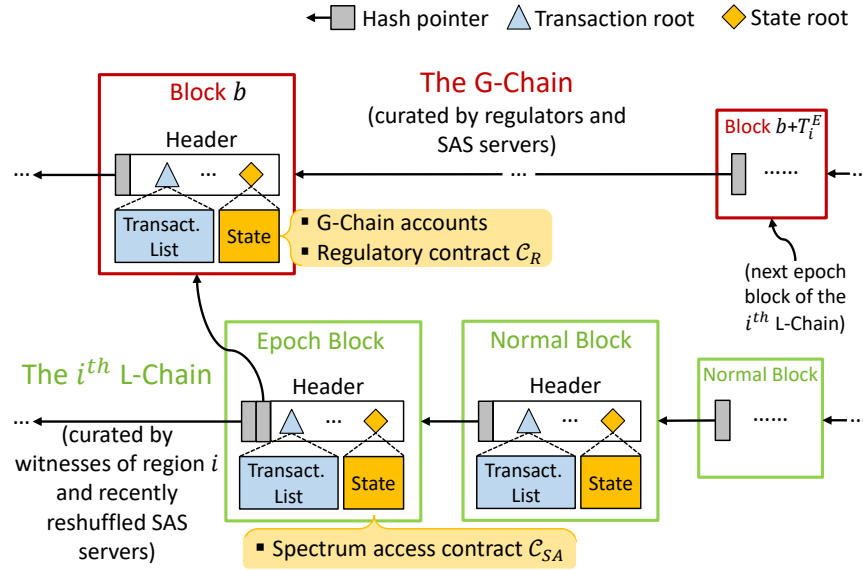 Hash pointer Transaction root State root
The G-Chain
(curated by regulators and
SAS servers)
Block b
Header
...
Transact.
List
State
▪ G-Chain accounts
▪ Regulatory contract 𝒞_R
...
...
Block b+T_i^E
......
...
(next epoch
block of the
i^th L-Chain)
The i^th L-Chain
(curated by
witnesses of region i
and recently
reshuffled SAS
servers)
...
Epoch Block
Header
...
Transact.
List
State
▪ Spectrum access contract 𝒞_SA
Normal Block
Header
...
Transact.
List
State
Normal Block
......
...